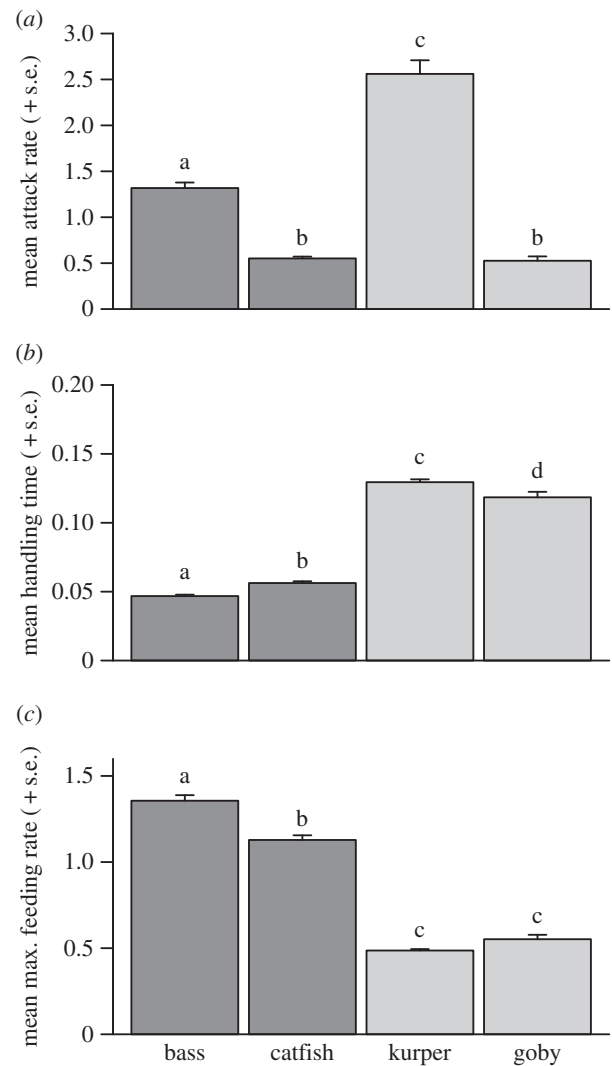 (a)
mean attack rate (+ s.e.)
3.0
2.5
2.0
1.5
1.0
0.5
0
a
b
c
b
(b)
mean handling time (+ s.e.)
0.20
0.15
0.10
0.05
0
a
b
c
d
(c)
mean max. feeding rate (+ s.e.)
1.5
1.0
0.5
0
a
b
c
c
bass catfish kurper goby